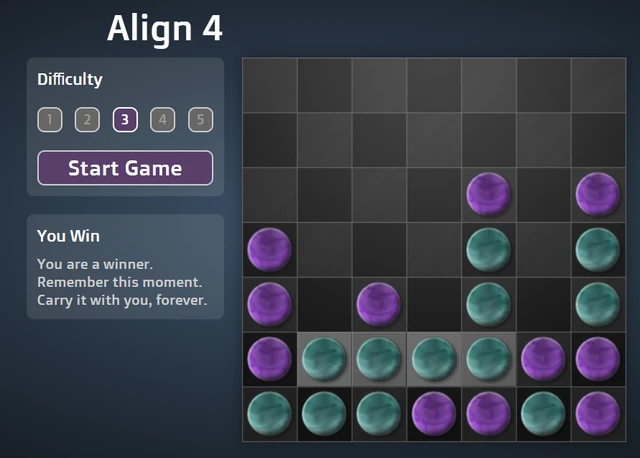 Align 4
Difficulty
1 2 3 4 5
Start Game
You Win
You are a winner.
Remember this moment.
Carry it with you, forever.